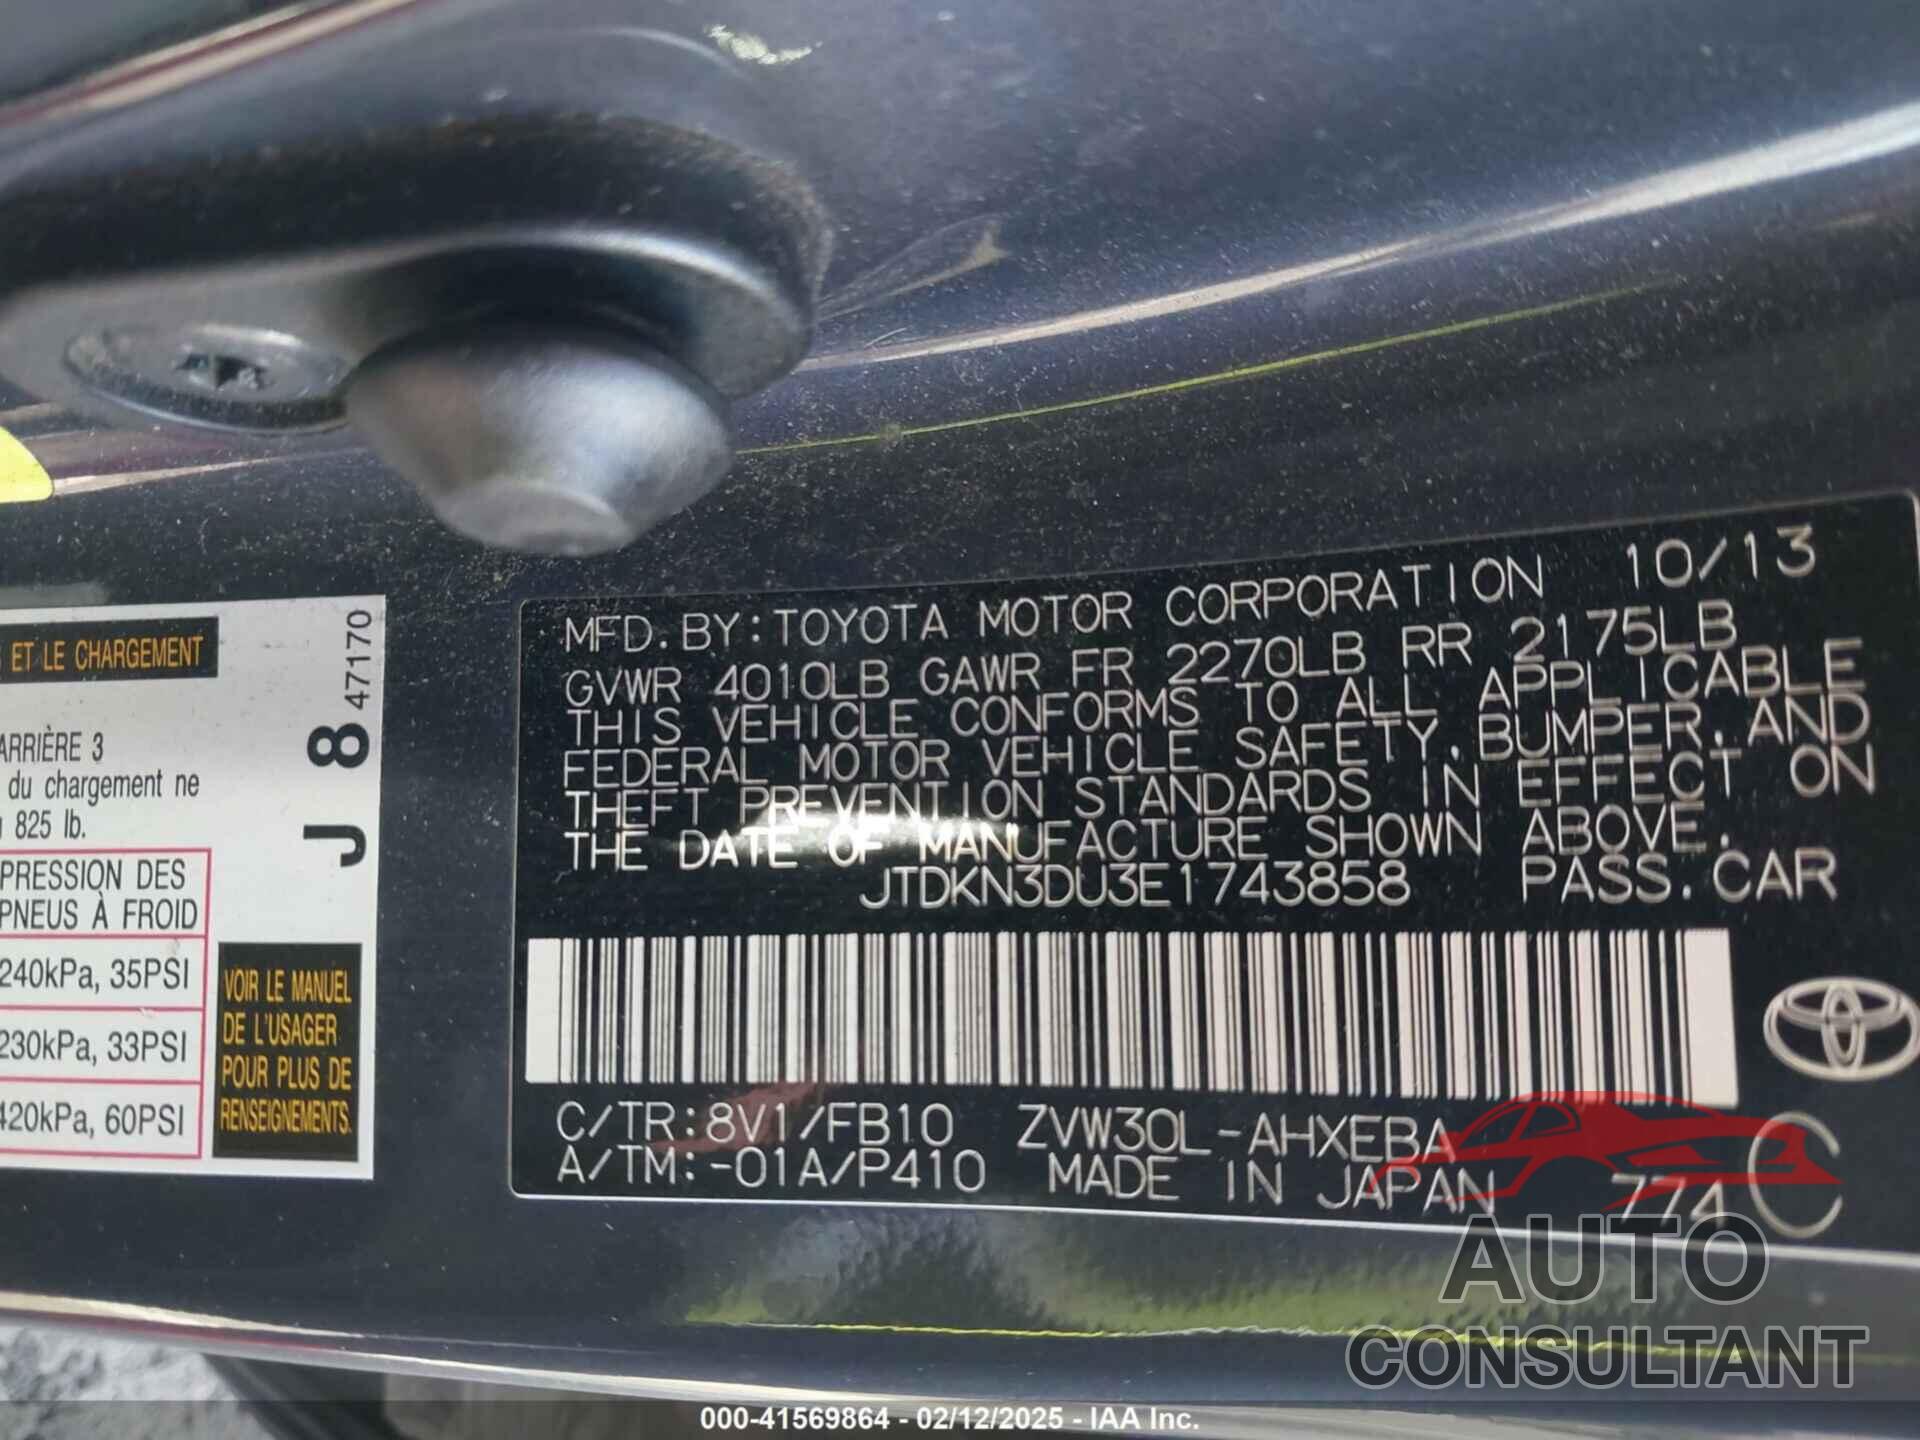 S ET LE CHARGEMENT
ARRIÈRE 3
du chargement ne
825 lb.
PRESSION DES
PNEUS À FROID
240kPa, 35PSI
230kPa, 33PSI
420kPa, 60PSI
J 8 47170
VOIR LE MANUEL
DE L'USAGER
POUR PLUS DE
RENSEIGNEMENTS.
MFD. BY: TOYOTA MOTOR CORPORATION 10/13
GVWR 4010LB GAWR FR 2270LB RR 2175LB
THIS VEHICLE CONFORMS TO ALL APPLICABLE
FEDERAL MOTOR VEHICLE SAFETY, BUMPER, AND
THEFT PREVENTION STANDARDS IN EFFECT ON
THE DATE OF MANUFACTURE SHOWN ABOVE.
JTDKN3DU3E1743858 PASS. CAR
C/TR: 8V1/FB10 ZVW30L-AHXEBA
A/TM: -01A/P410 MADE IN JAPAN 774 C
AUTO
CONSULTANT
000-41569864 - 02/12/2025 - IAA Inc.